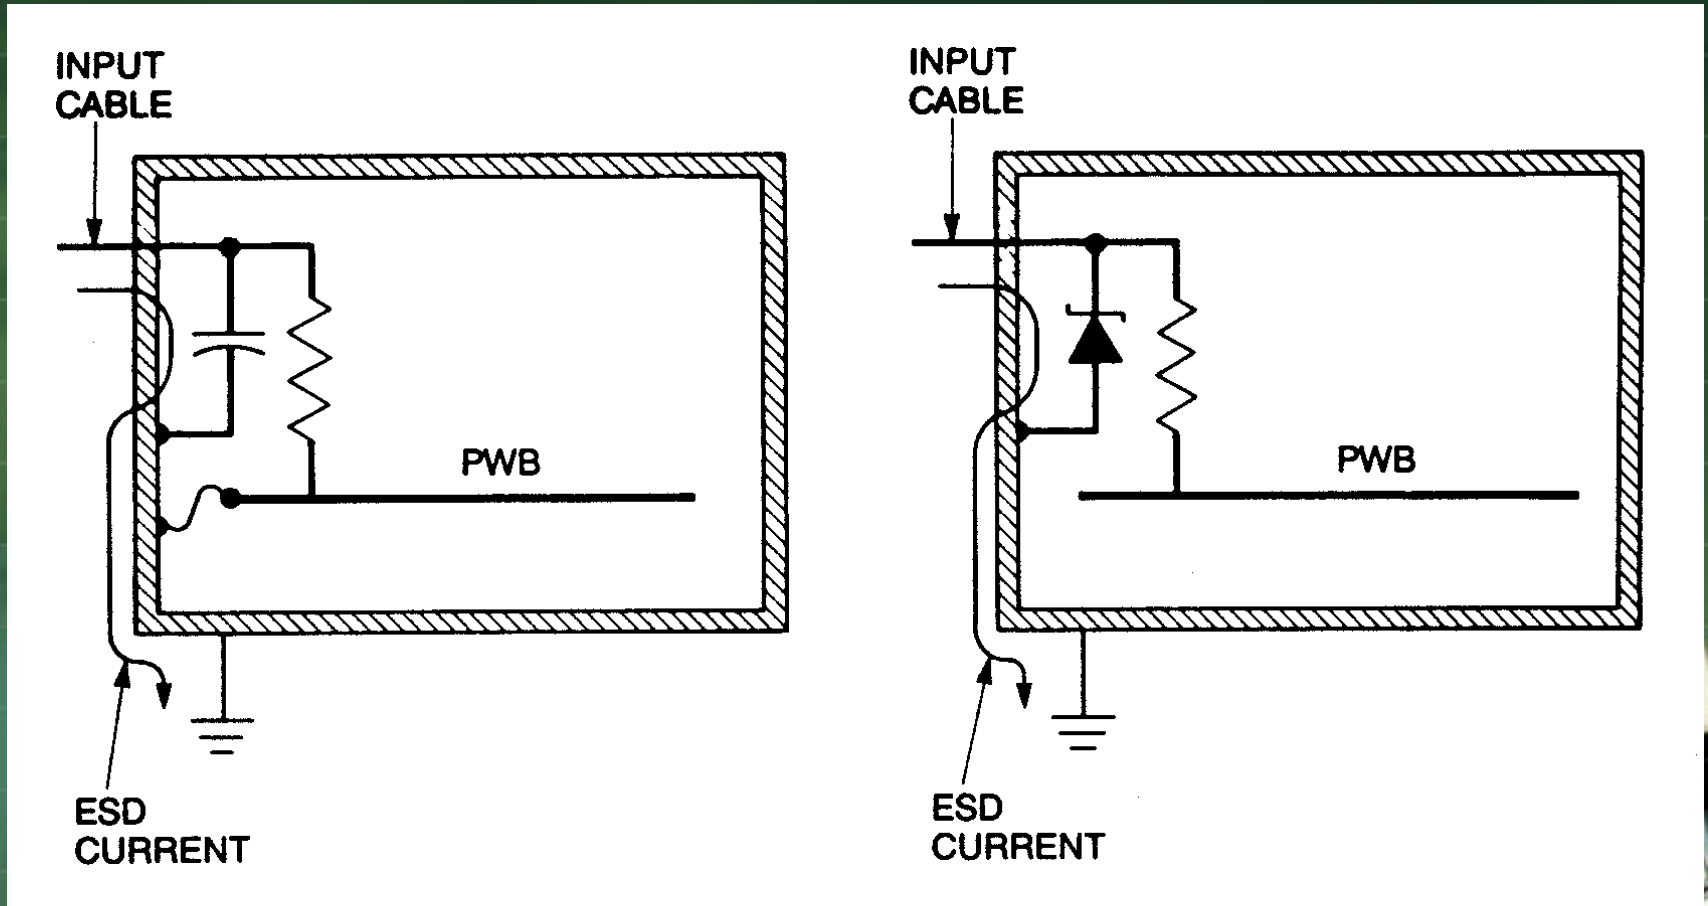 INPUT
CABLE
PWB
ESD
CURRENT
INPUT
CABLE
PWB
ESD
CURRENT